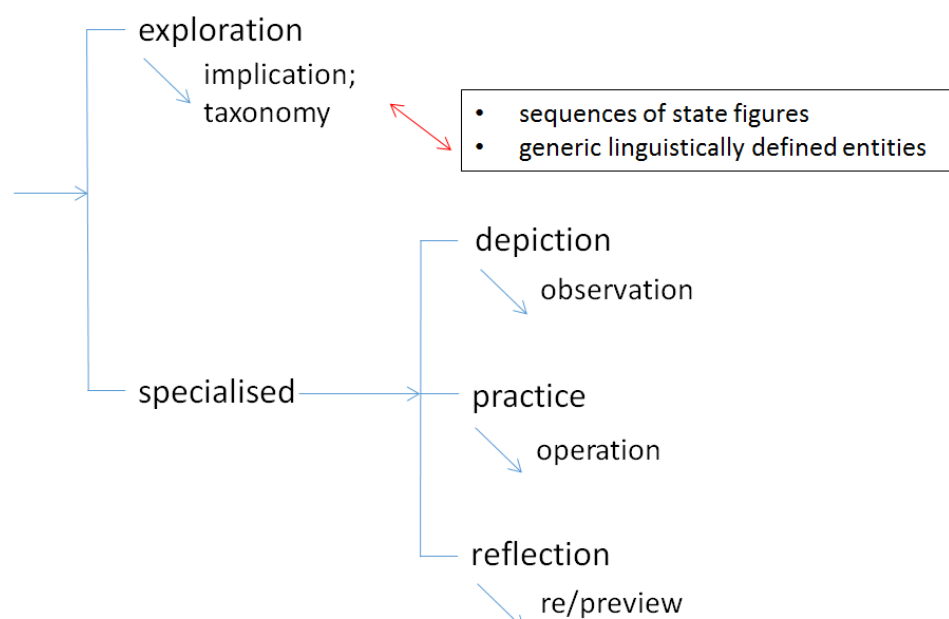 exploration
implication;
taxonomy
• sequences of state figures
• generic linguistically defined entities
depiction
observation
specialised
practice
operation
reflection
re/preview